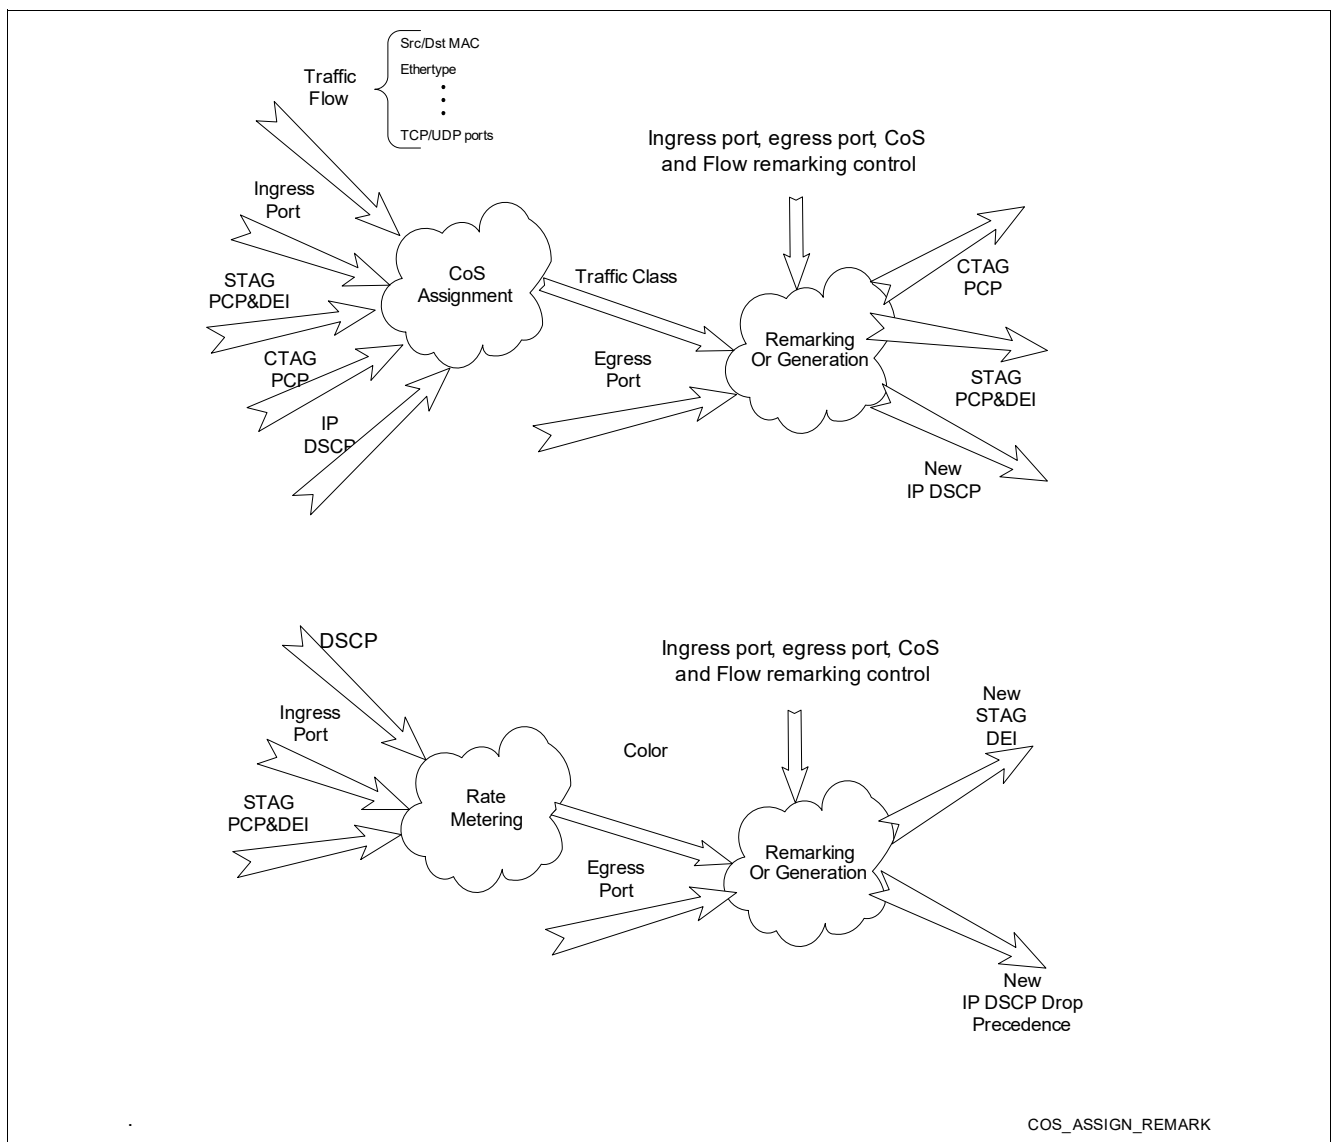 Src/Dst MAC
Ethertype
Traffic
Flow
TCP/UDP ports
Ingress port, egress port, CoS
and Flow remarking control
Ingress
Port
STAG
PCP&DEI
CTAG
PCP
IP
DSCP
CoS
Assignment
Traffic Class
Egress
Port
Remarking
Or Generation
CTAG
PCP
STAG
PCP&DEI
New
IP DSCP
DSCP
Ingress
Port
STAG
PCP&DEI
Rate
Metering
Color
Egress
Port
Ingress port, egress port, CoS
and Flow remarking control
Remarking
Or Generation
New
STAG
DEI
New
IP DSCP Drop
Precedence
COS_ASSIGN_REMARK